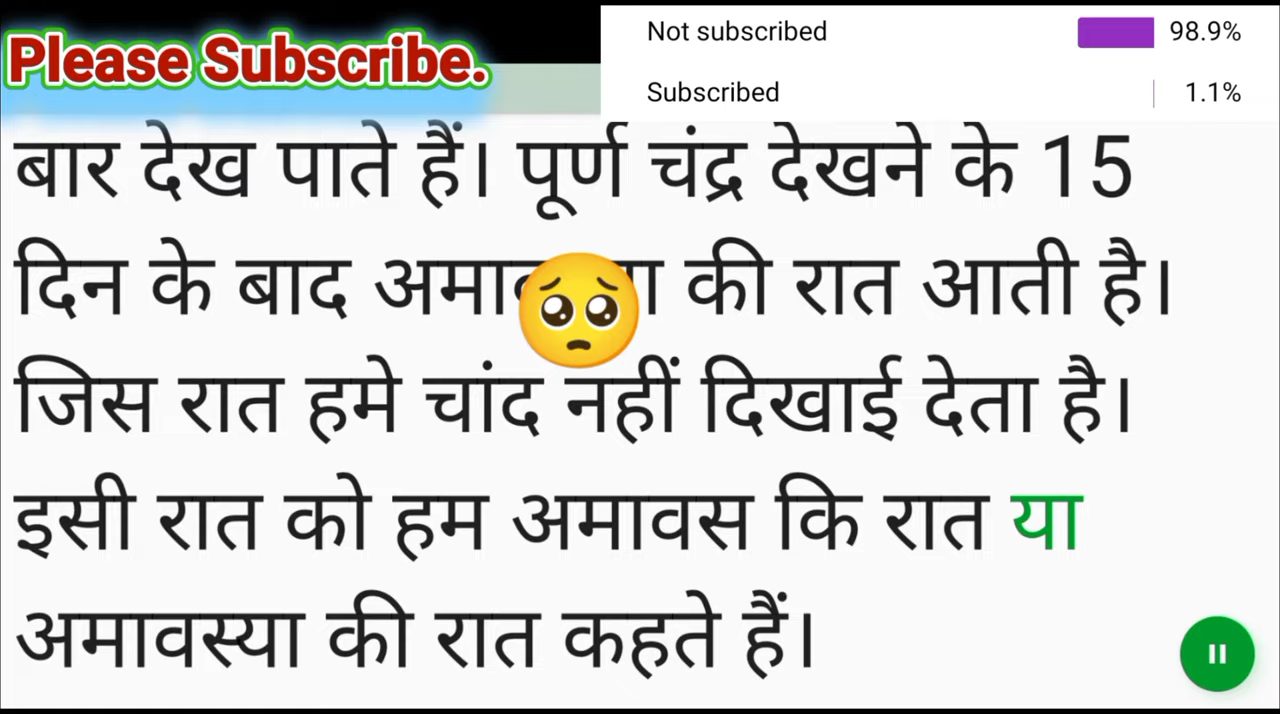 Please Subscribe.
Not subscribed 98.9%
Subscribed 1.1%
बार देख पाते हैं। पूर्ण चंद्र देखने के 15
दिन के बाद की रात आती है।
जिस रात हमे चांद नहीं दिखाई देता है।
इसी रात को हम अमावस कि रात या
अमावस्या की रात कहते हैं।